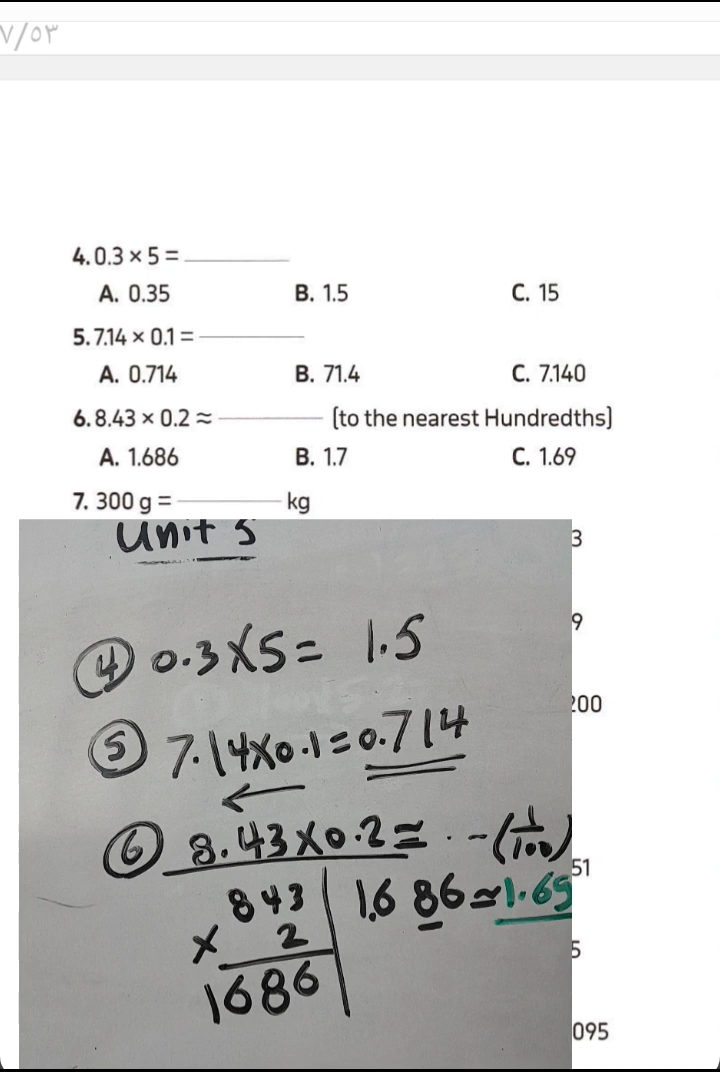 ٧/٥٣
4. 0.3 × 5 =
A. 0.35 B. 1.5 C. 15
5. 7.14 × 0.1 =
A. 0.714 B. 71.4 C. 7.140
6. 8.43 × 0.2 ≈ (to the nearest Hundredths)
A. 1.686 B. 1.7 C. 1.69
7. 300 g = kg
3
9
200
51
5
095
Unit 5
④ 0.3 × 5 = 1.5
⑤ 7.14 × 0.1 = 0.714
←
⑥ 8.43 × 0.2 ≃ ·-(1/100)
843
× 2
1686
1,686 ≃ 1.69